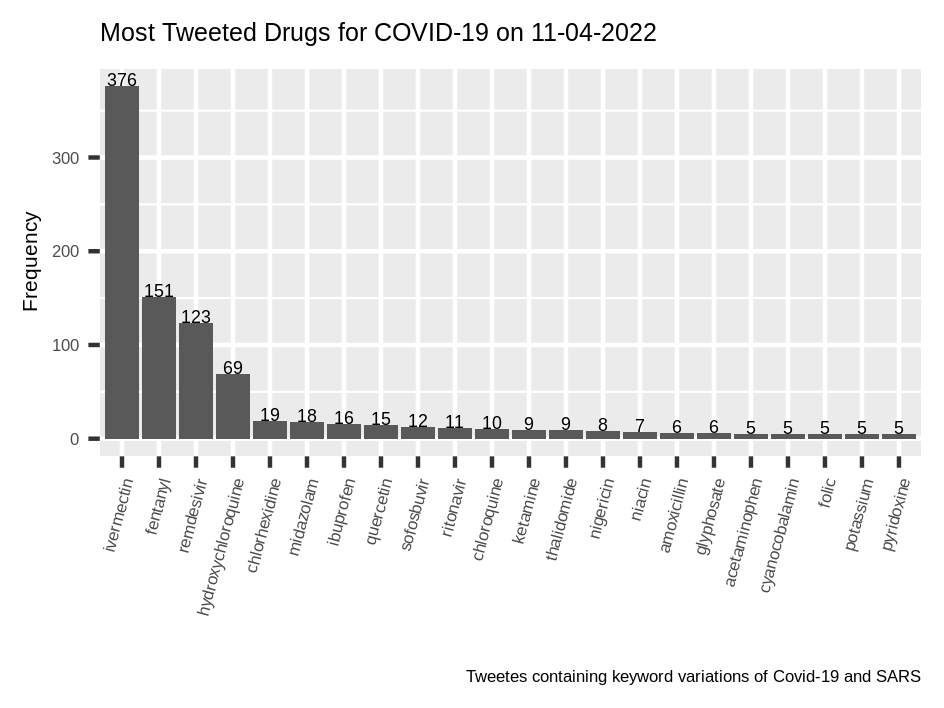 Most Tweeted Drugs for COVID-19 on 11-04-2022
Frequency
300
200
100
0
376
151
123
69
19
18
16
15
12
11
10
9
9
8
7
6
6
5
5
5
5
5
ivermectin
fentanyl
remdesivir
hydroxychloroquine
chlorhexidine
midazolam
ibuprofen
quercetin
sofosbuvir
ritonavir
chloroquine
ketamine
thalidomide
nigericin
niacin
amoxicillin
glyphosate
acetaminophen
cyanocobalamin
folic
potassium
pyridoxine
Tweetes containing keyword variations of Covid-19 and SARS